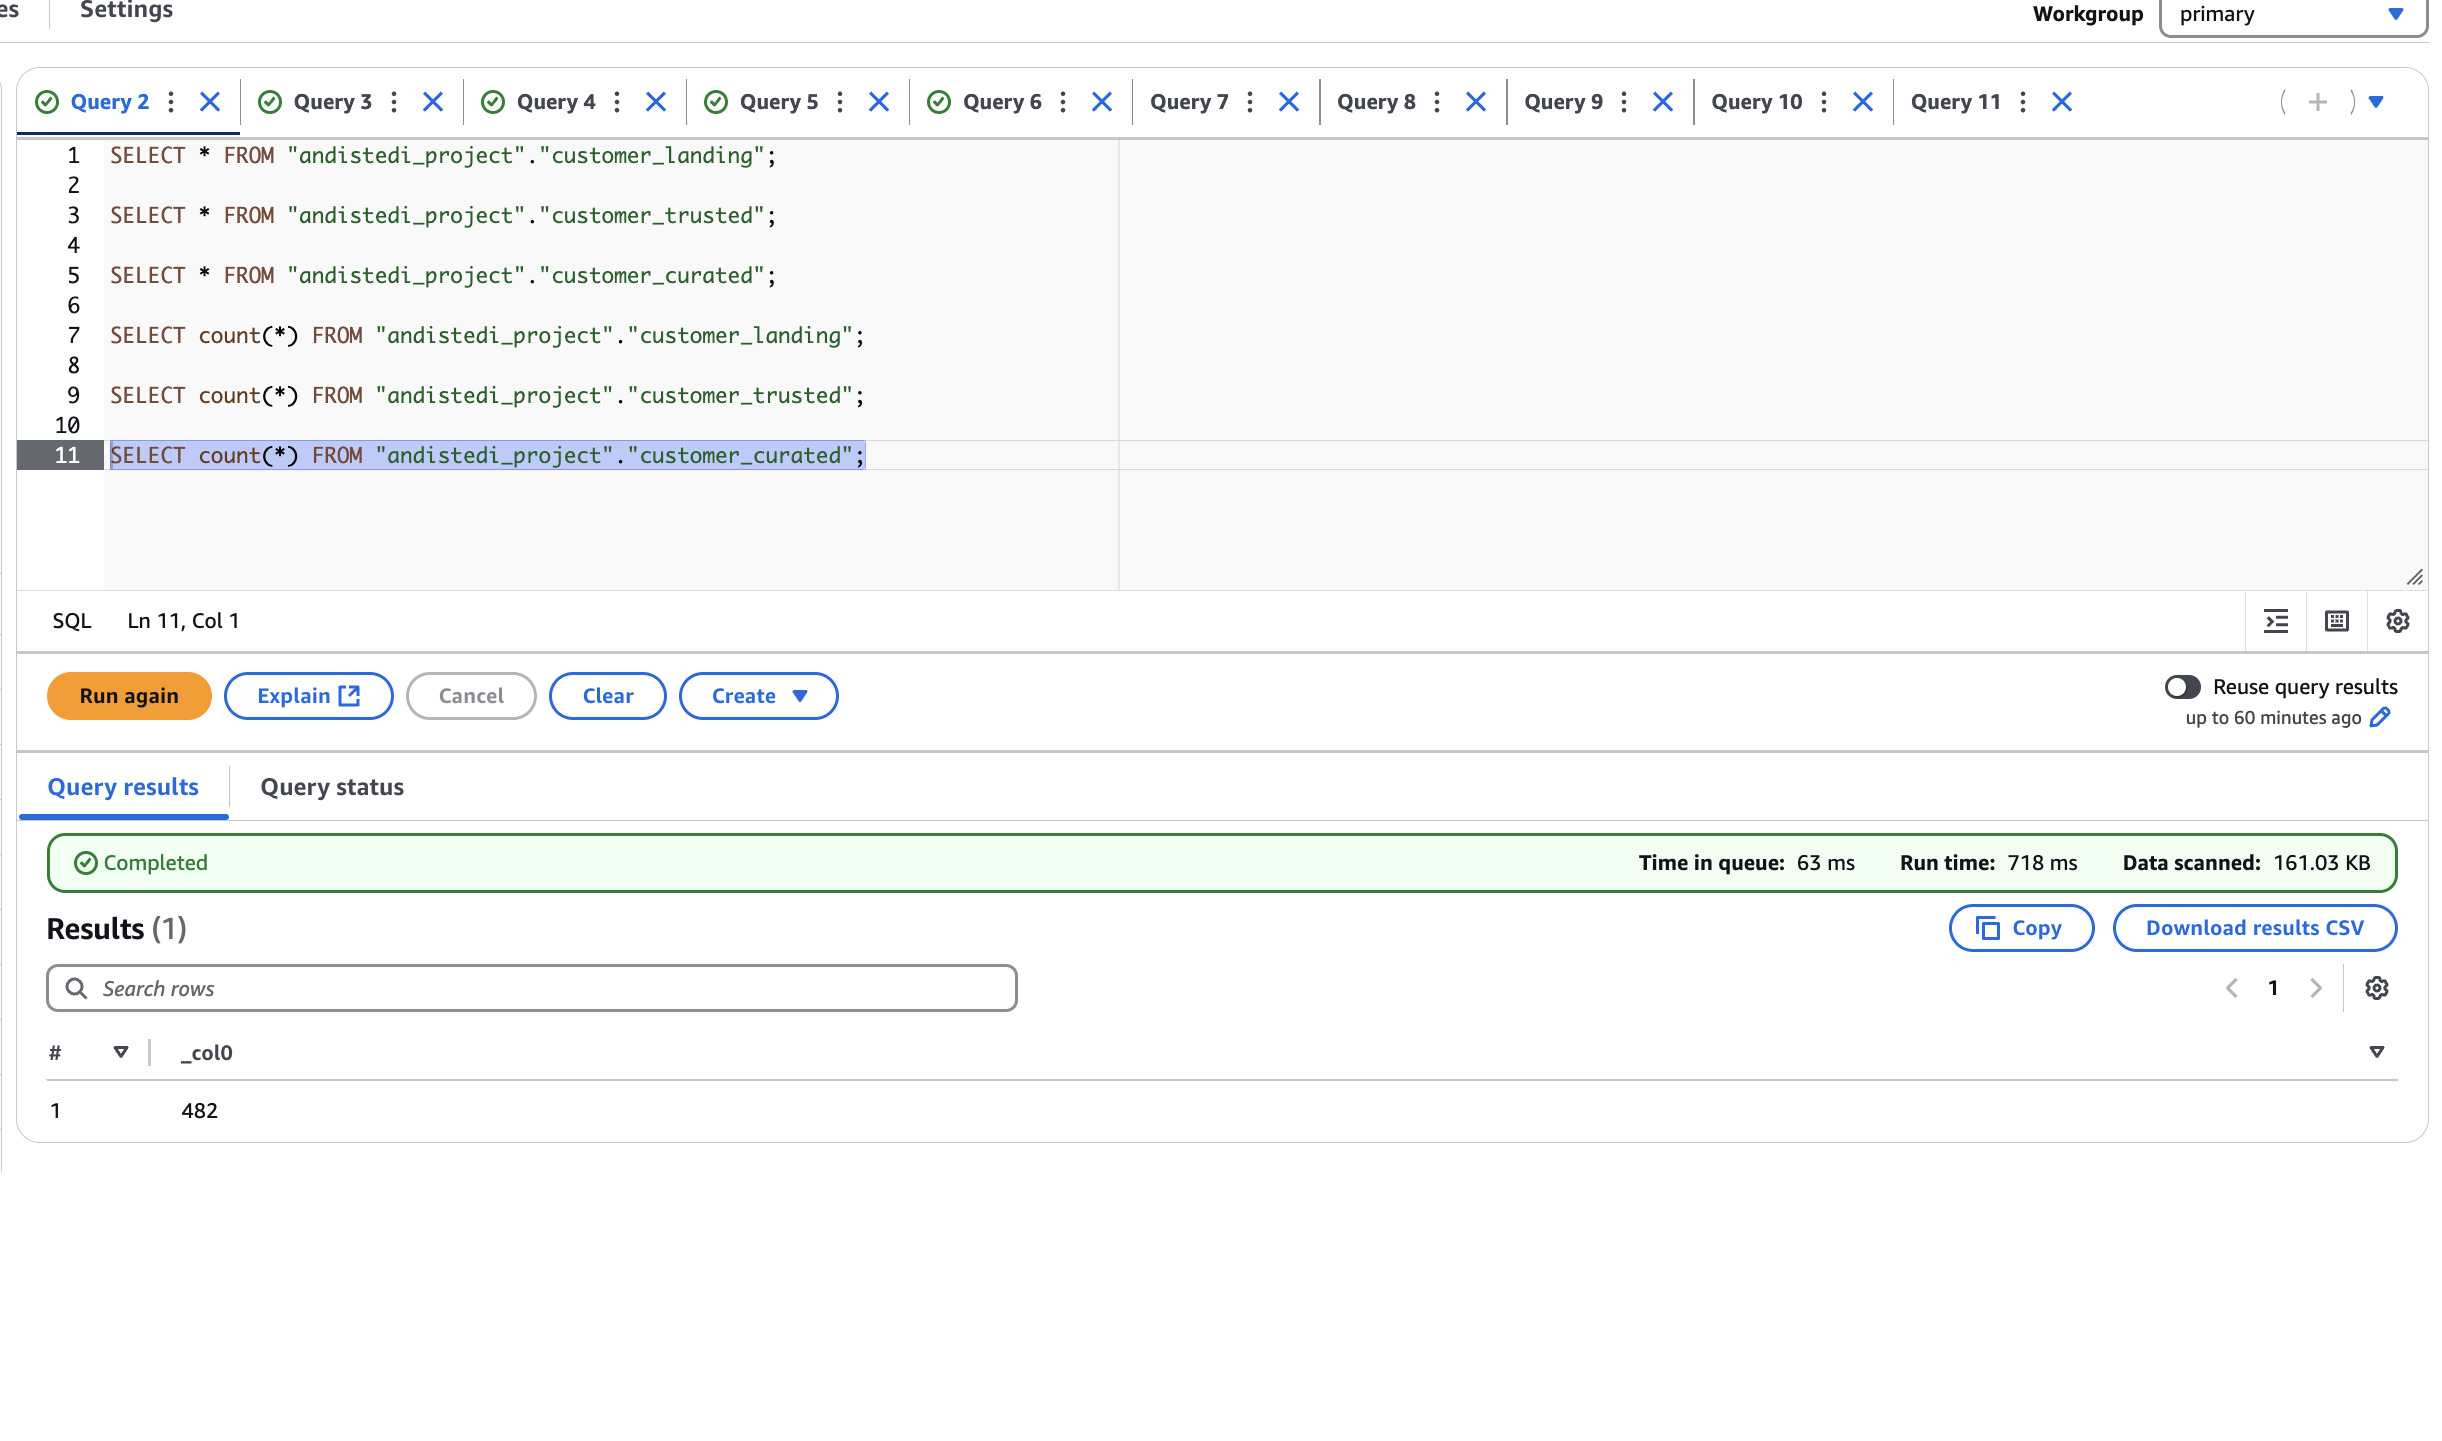 es Settings Workgroup primary
Query 2 Query 3 Query 4 Query 5 Query 6 Query 7 Query 8 Query 9 Query 10 Query 11
1 SELECT * FROM "andistedi_project"."customer_landing";
2
3 SELECT * FROM "andistedi_project"."customer_trusted";
4
5 SELECT * FROM "andistedi_project"."customer_curated";
6
7 SELECT count(*) FROM "andistedi_project"."customer_landing";
8
9 SELECT count(*) FROM "andistedi_project"."customer_trusted";
10
11 SELECT count(*) FROM "andistedi_project"."customer_curated";
SQL Ln 11, Col 1
Run again Explain Cancel Clear Create Reuse query results
up to 60 minutes ago
Query results Query status
Completed Time in queue: 63 ms Run time: 718 ms Data scanned: 161.03 KB
Results (1) Copy Download results CSV
Search rows 1
# _col0
1 482